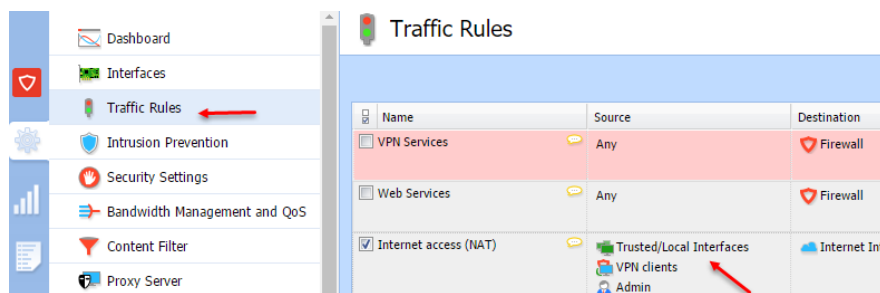 Dashboard
Interfaces
Traffic Rules
Intrusion Prevention
Security Settings
Bandwidth Management and QoS
Content Filter
Proxy Server
Traffic Rules
Name Source Destination
VPN Services Any Firewall
Web Services Any Firewall
Internet access (NAT) Trusted/Local Interfaces Internet In
VPN clients
Admin